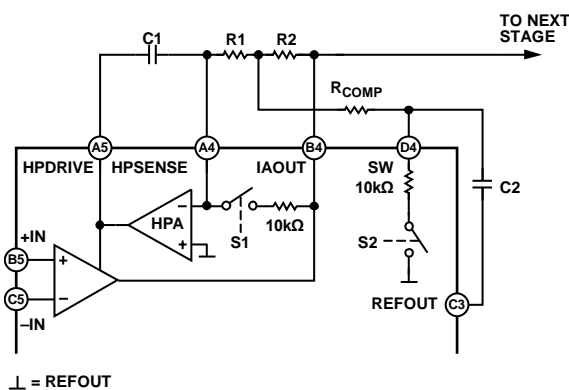 TO NEXT
STAGE
C1
R1
R2
RCOMP
A5
A4
B4
D4
HPDRIVE
HPSENSE
IAOUT
SW
10kΩ
C2
–
HPA
+
S1
10kΩ
S2
+IN
B5
+
C5
–
–IN
REFOUT
C3
⊥ = REFOUT